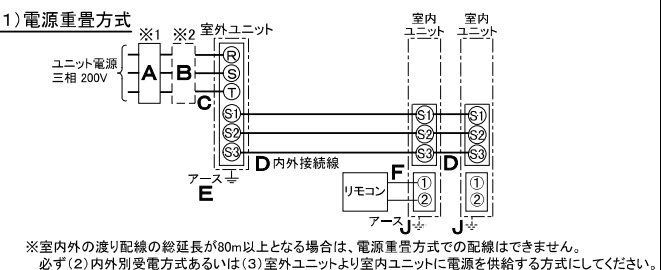 1)電源重畳方式
※1 ※2 室外ユニット
室内
ユニット
室内
ユニット
ユニット電源
三相 200V
A
B
C
R
S
T
S1
S2
S3
D 内外接続線
アース
E
S1
S2
S3
S1
S2
S3
D
F
リモコン
①
②
①
②
アース
J
J
※室内外の渡り配線の総延長が80m以上となる場合は、電源重畳方式での配線はできません。
必ず(2)内外別受電方式あるいは(3)室外ユニットより室内ユニットに電源を供給する方式にしてください。